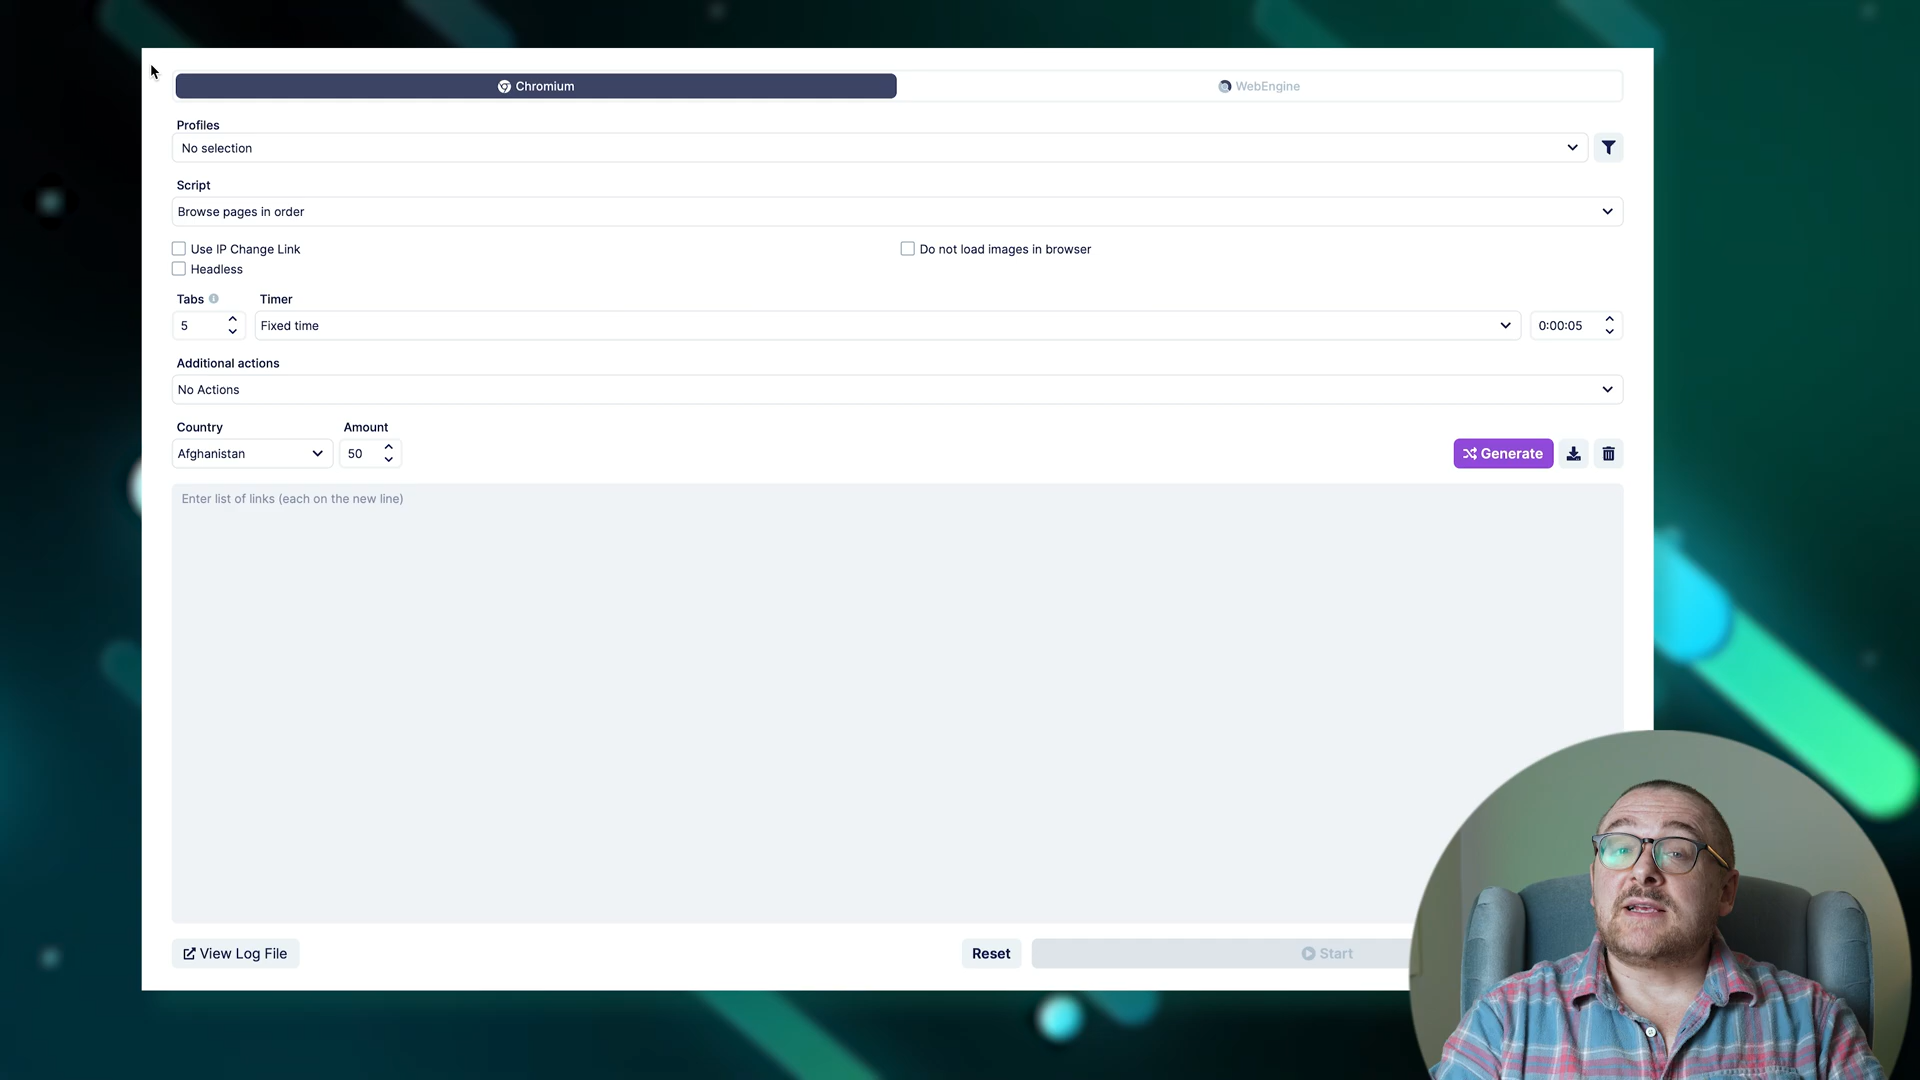 Chromium
WebEngine
Profiles
No selection
Script
Browse pages in order
Use IP Change Link
Do not load images in browser
Headless
Tabs
Timer
5
Fixed time
0:00:05
Additional actions
No Actions
Country
Amount
Afghanistan
50
Generate
Enter list of links (each on the new line)
View Log File
Reset
Start